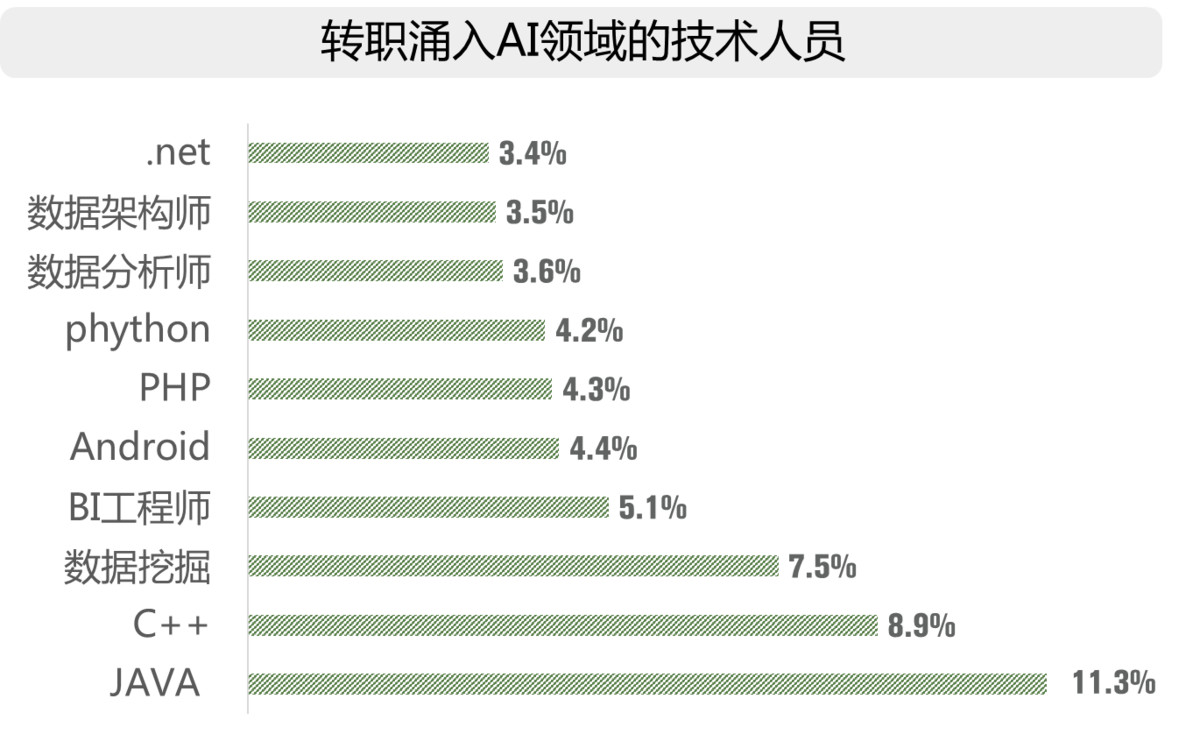 转职涌入AI领域的技术人员
.net 3.4%
数据架构师 3.5%
数据分析师 3.6%
phython 4.2%
PHP 4.3%
Android 4.4%
BI工程师 5.1%
数据挖掘 7.5%
C++ 8.9%
JAVA 11.3%